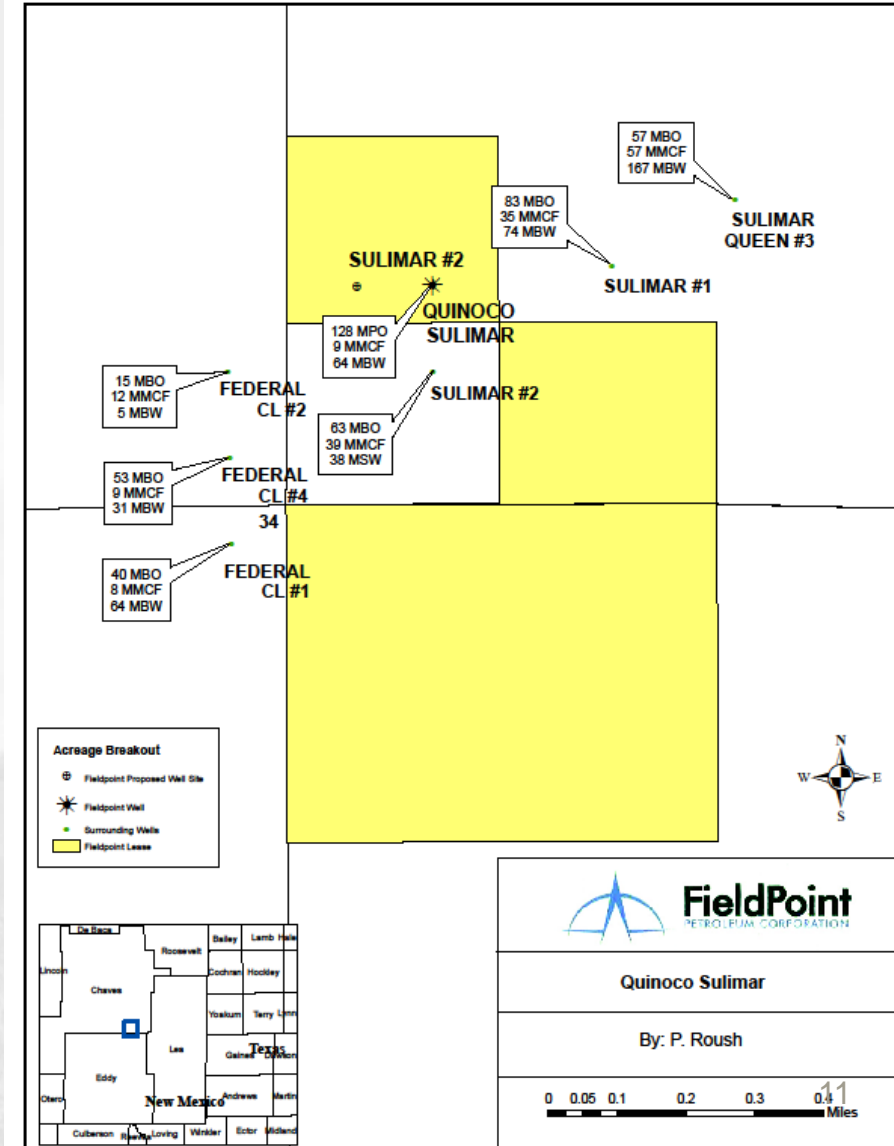 57 MBO
57 MMCF
167 MBW
SULIMAR
QUEEN #3
83 MBO
35 MMCF
74 MBW
SULIMAR #1
SULIMAR #2
QUINOCO
SULIMAR
128 MPO
9 MMCF
64 MBW
15 MBO
12 MMCF
5 MBW
FEDERAL
CL #2
SULIMAR #2
63 MBO
39 MMCF
38 MSW
53 MBO
9 MMCF
31 MBW
FEDERAL
CL #4
34
40 MBO
8 MMCF
64 MBW
FEDERAL
CL #1
Acreage Breakout
Fieldpoint Proposed Well Site
Fieldpoint Well
Surrounding Wells
Fieldpoint Lease
N
W E
S
De Baca
Roosevelt
Bailey Lamb Hale
Lincoln
Chaves
Cochran Hockley
Yoakum Terry Lynn
Lea
Gaines Dawson
Texas
Eddy
Otero
New Mexico
Andrews Martin
Culberson Reeves Loving Winkler Ector Midland
FieldPoint
PETROLEUM CORPORATION
Quinoco Sulimar
By: P. Roush
0 0.05 0.1 0.2 0.3 0.4
Miles
11